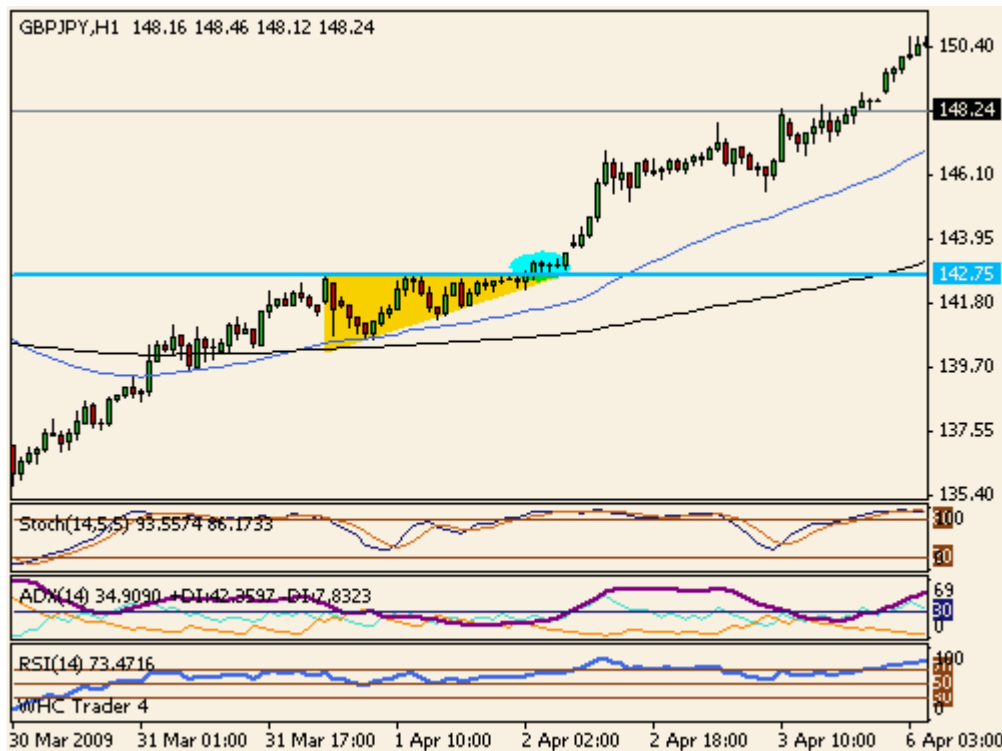 GBPJPY,H1 148.16 148.46 148.12 148.24
150.40
148.24
146.10
143.95
142.75
141.80
139.70
137.55
135.40
Stoch(14,5,5) 93.5574 86.1733
100
ADX(14) 34.9090 +DI:42.3597 -DI:7.8323
69
30
0
RSI(14) 73.4716
100
50
30
0
WHC Trader 4
30 Mar 2009 31 Mar 01:00 31 Mar 17:00 1 Apr 10:00 2 Apr 02:00 2 Apr 18:00 3 Apr 10:00 6 Apr 03:00